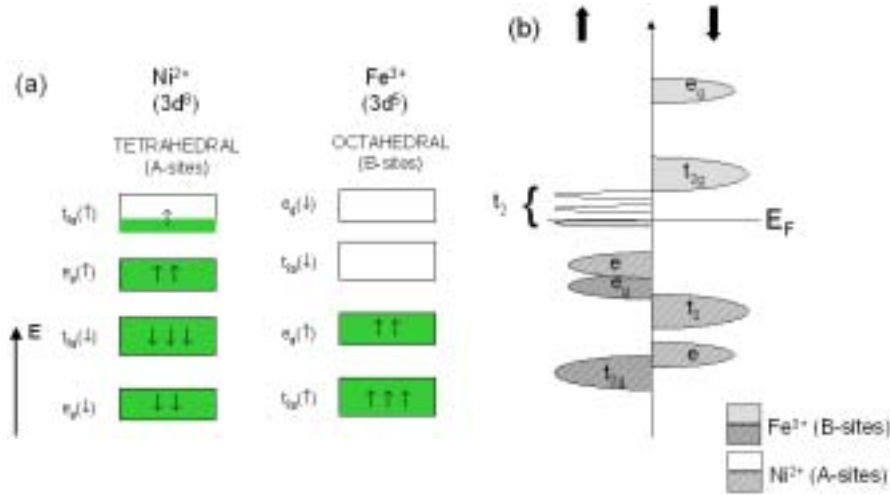 (a)
Ni²⁺
(3d⁸)
TETRAHEDRAL
(A-sites)
t₂g(↑)
↑
e_g(↑)
↑↑
t₂g(↓)
↓↓↓
e_g(↓)
↓↓
E
Fe³⁺
(3d⁵)
OCTAHEDRAL
(B-sites)
e_g(↓)
t₂g(↓)
e_g(↑)
↑↑
t₂g(↑)
↑↑↑
(b)
e_g
t₂g
t₂ {
E_F
e
e_g
t₂
e
t₂g
Fe³⁺ (B-sites)
Ni²⁺ (A-sites)